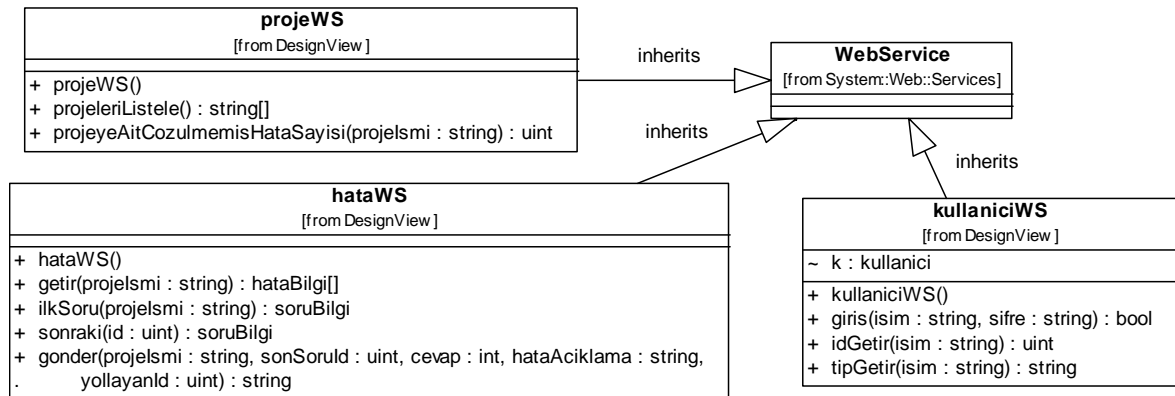 projeWS
[from DesignView ]
+ projeWS()
+ projeleriListele() : string[]
+ projeyeAitCozulmemisHataSayisi(projeIsmi : string) : uint
inherits
WebService
[from System::Web::Services]
inherits
inherits
hataWS
[from DesignView ]
+ hataWS()
+ getir(projeIsmi : string) : hataBilgi[]
+ ilkSoru(projeIsmi : string) : soruBilgi
+ sonraki(id : uint) : soruBilgi
+ gonder(projeIsmi : string, sonSoruId : uint, cevap : int, hataAciklama : string,
. yollayanId : uint) : string
kullaniciWS
[from DesignView ]
~ k : kullanici
+ kullaniciWS()
+ giris(isim : string, sifre : string) : bool
+ idGetir(isim : string) : uint
+ tipGetir(isim : string) : string